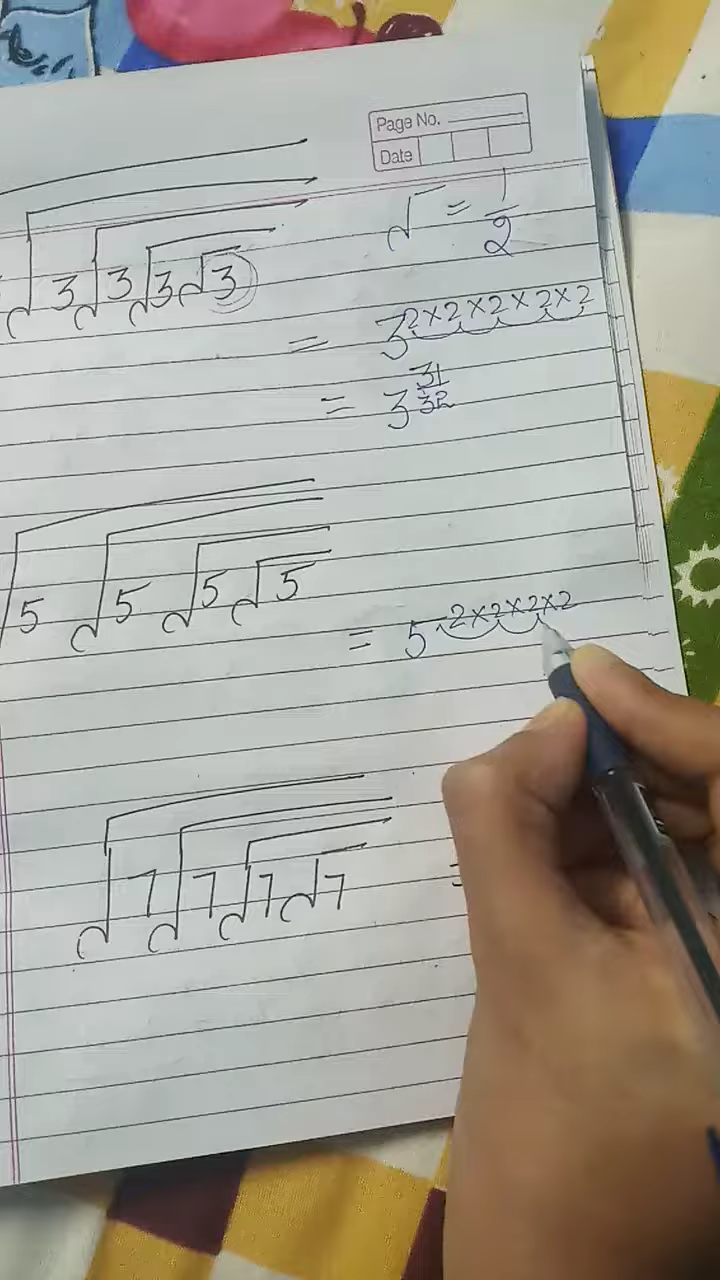 Page No.
Date
√ = 1/2
√3√3√3√3
= 3^2×2×2×2×2
= 3^31/32
√5√5√5√5
= 5^2×2×2×2
√7√7√7√7
=